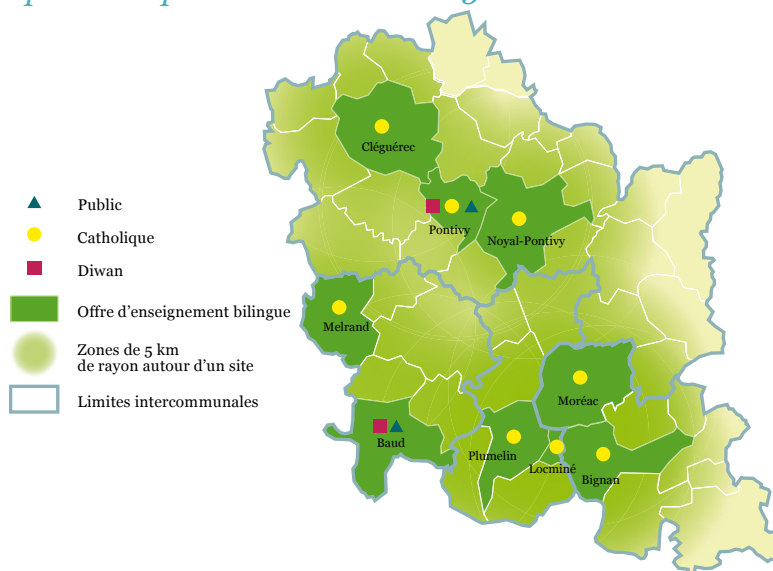 Cléguérec
Public
Pontivy
Noyal-Pontivy
Catholique
Diwan
Offre d'enseignement bilingue
Melrand
Zones de 5 km
de rayon autour d'un site
Limites intercommunales
Moréac
Baud
Plumelin
Locminé
Bignan